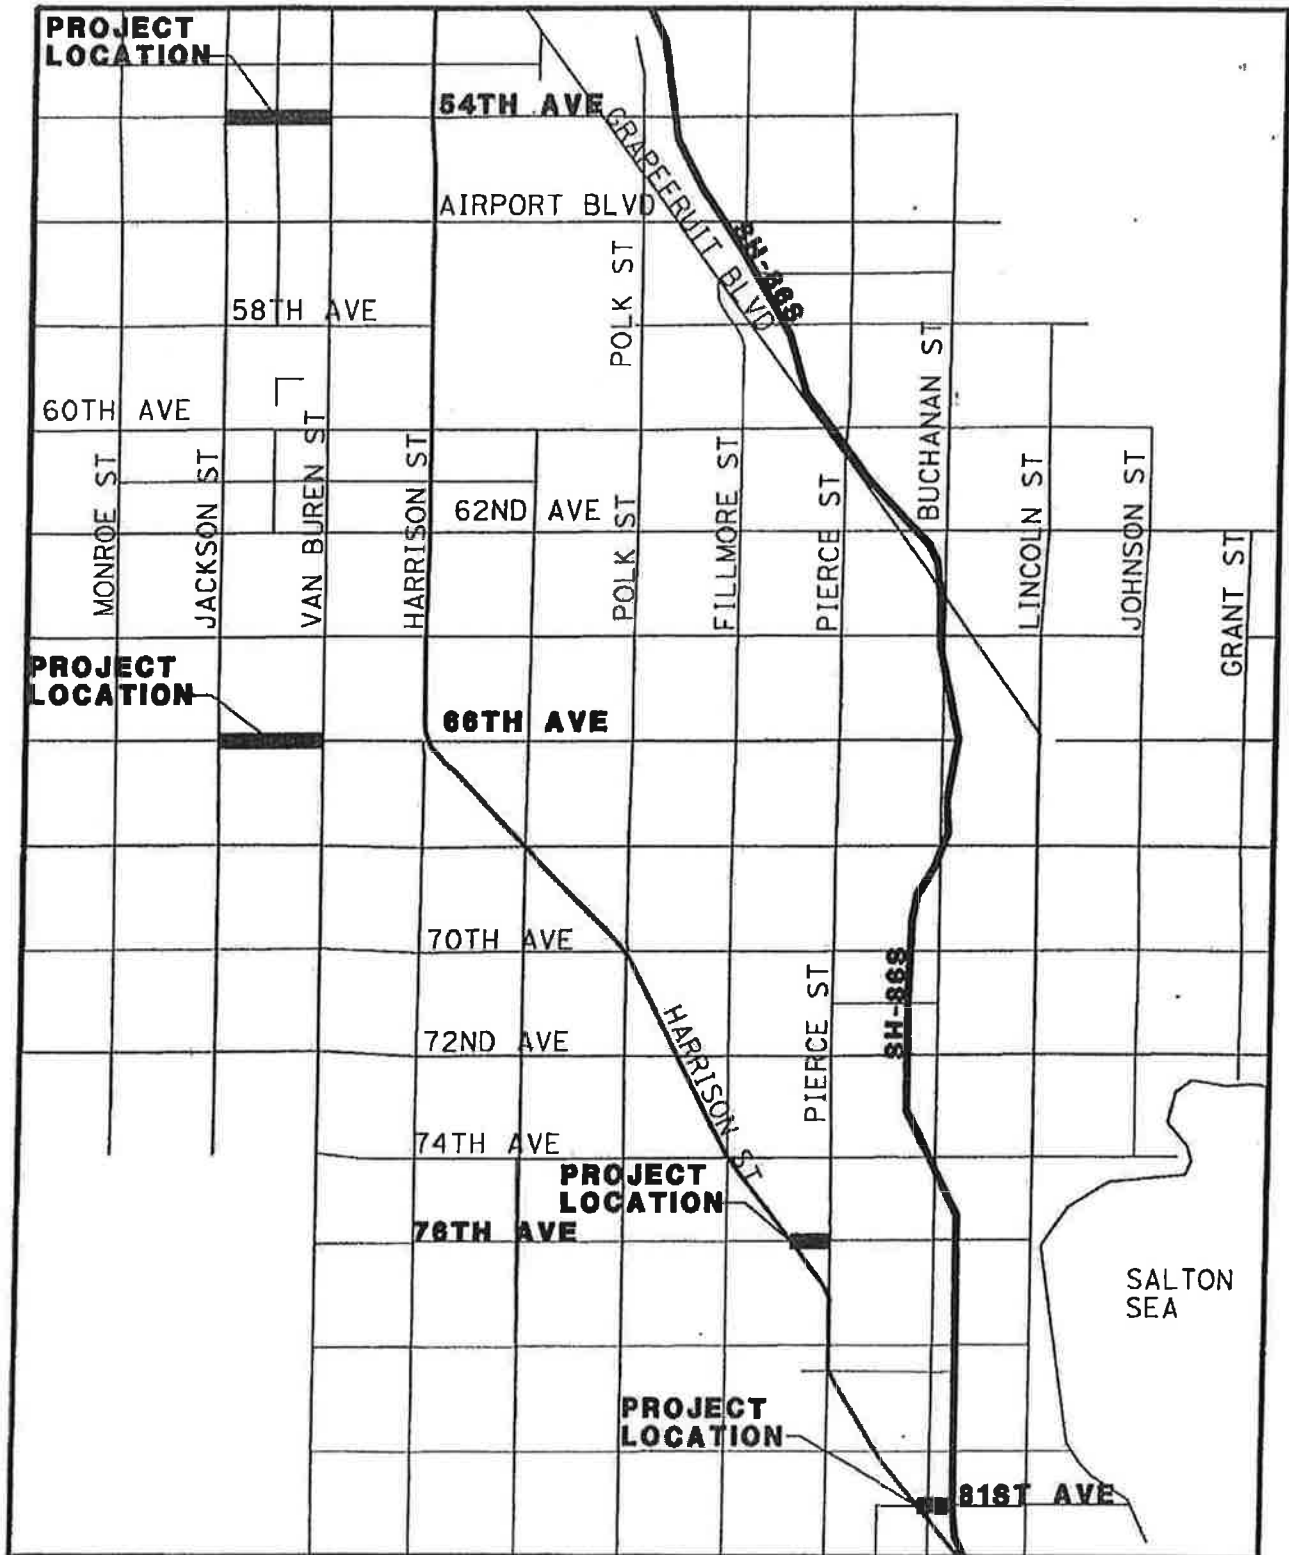 PROJECT
LOCATION
54TH AVE
GRAPEFRUIT BLVD
AIRPORT BLVD
SH-86S
POLK ST
58TH AVE
BUCHANAN ST
60TH AVE
MONROE ST
JACKSON ST
VAN BUREN ST
HARRISON ST
62ND AVE
POLK ST
FILLMORE ST
PIERCE ST
LINCOLN ST
JOHNSON ST
GRANT ST
PROJECT
LOCATION
66TH AVE
70TH AVE
SH-86S
PIERCE ST
HARRISON ST
72ND AVE
74TH AVE
PROJECT
LOCATION
76TH AVE
SALTON
SEA
PROJECT
LOCATION
81ST AVE